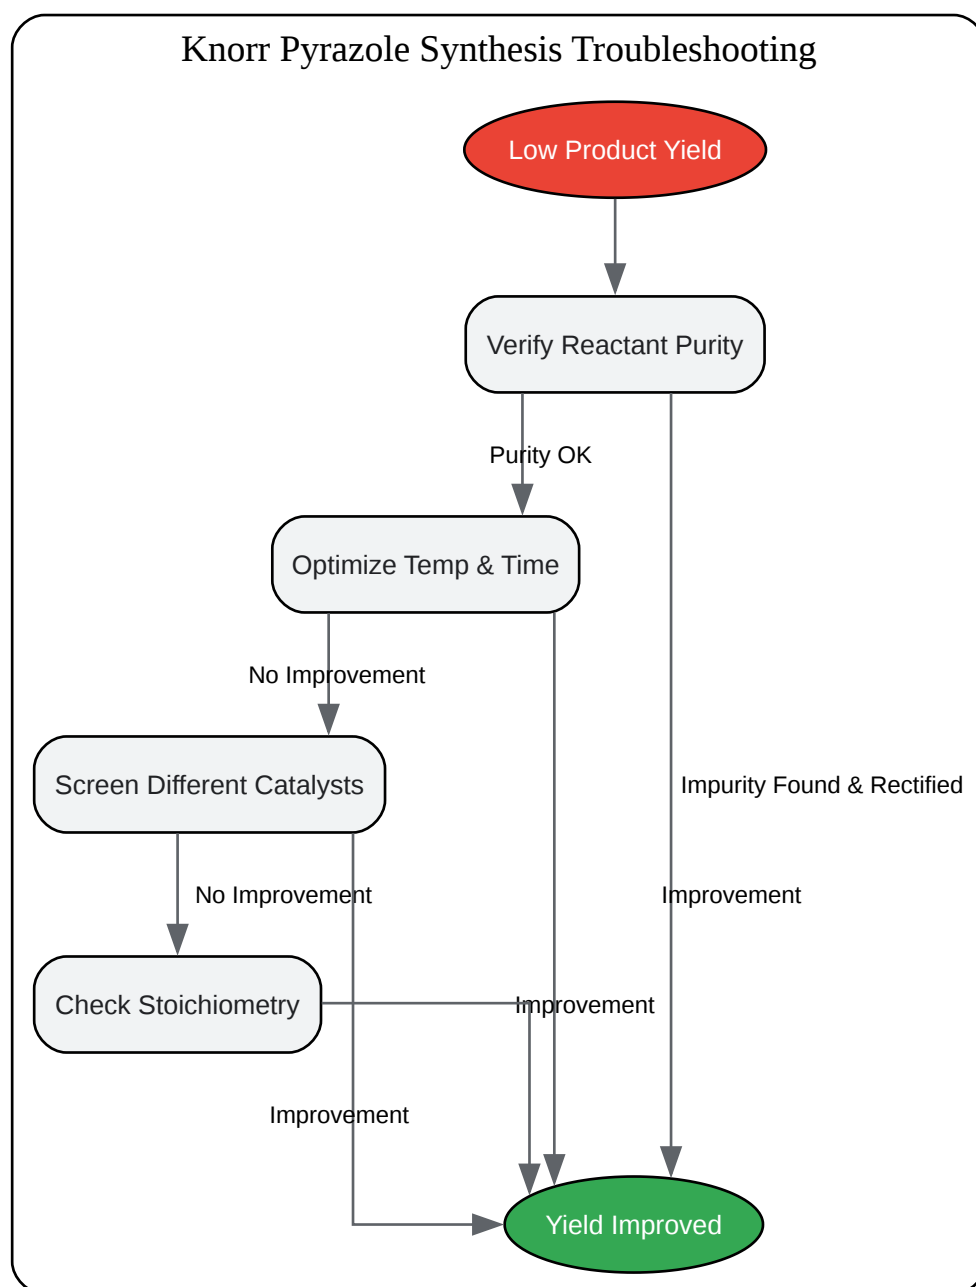 Knorr Pyrazole Synthesis Troubleshooting
Low Product Yield
Verify Reactant Purity
Purity OK
Optimize Temp & Time
No Improvement
Screen Different Catalysts
Impurity Found & Rectified
No Improvement
Improvement
Check Stoichiometry
Improvement
Improvement
Yield Improved